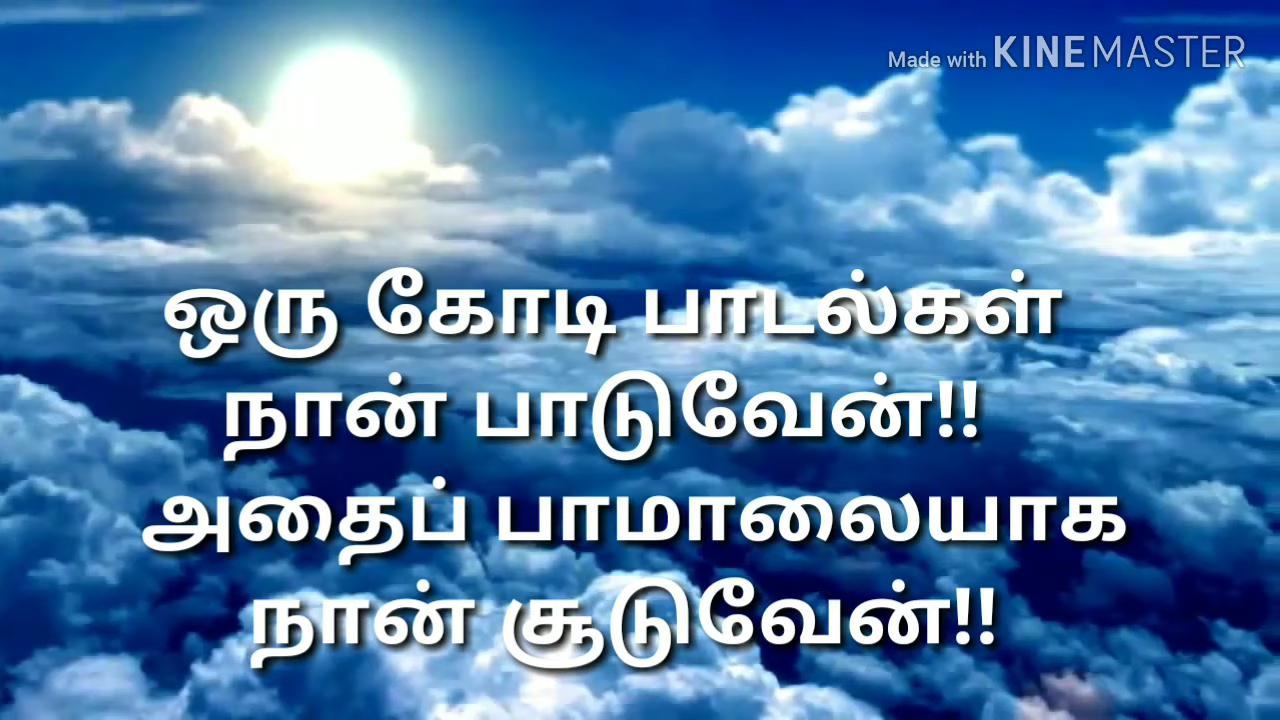 Made with KINEMASTER
ஒரு கோடி பாடல்கள்
நான் பாடுவேன்!!
அதைப் பாமாலையாக
நான் சூடுவேன்!!